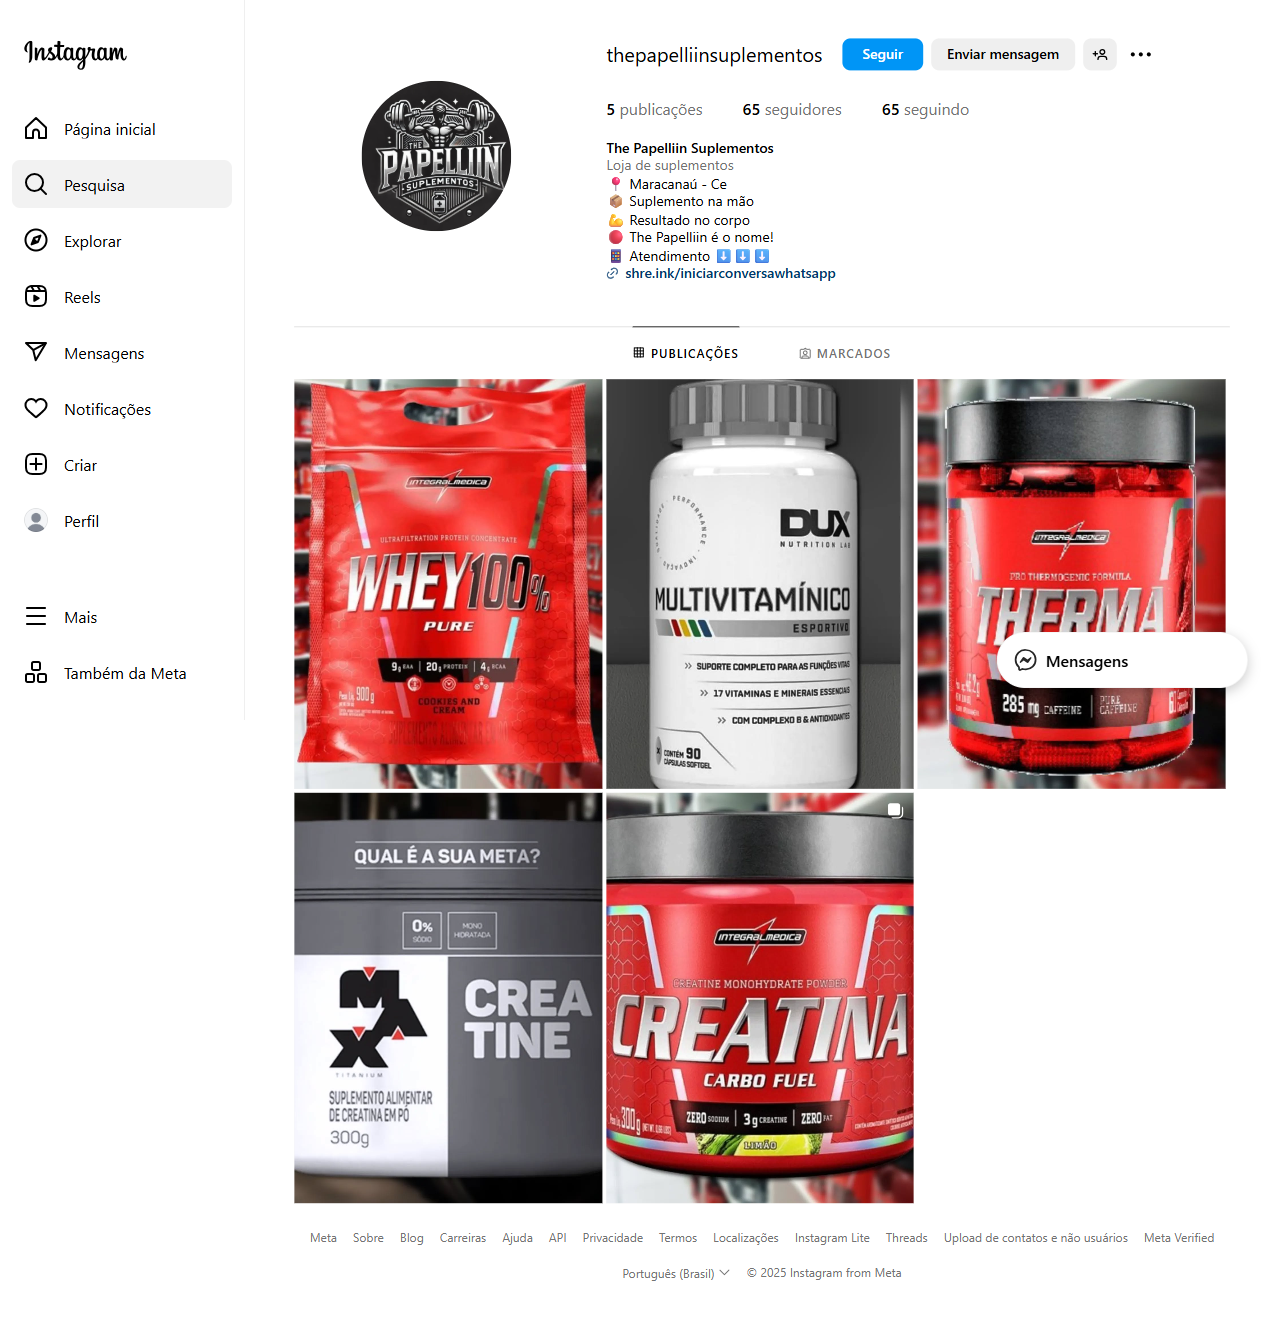 Instagram
Página inicial
Pesquisa
Explorar
Reels
Mensagens
Notificações
Criar
Perfil
Mais
Também da Meta
thepapelliinsuplementos
Seguir
Enviar mensagem
5 publicações
65 seguidores
65 seguindo
The Papelliin Suplementos
Loja de suplementos
📍 Maracanaú - Ce
📦 Suplemento na mão
💪 Resultado no corpo
🔴 The Papelliin é o nome!
Atendimento ⬇️⬇️⬇️
shre.ink/iniciarconversawhatsapp
THE
PAPELLIIN
SUPLEMENTOS
PUBLICAÇÕES
MARCADOS
INTEGRALMEDICA
ULTRAFILTRATION PROTEIN CONCENTRATE
WHEY100%
PURE
9g EAA | 20g PROTEIN | 4g BCAA
900 g
COOKIES AND
CREAM
PERFORMANCE · INOVAÇÃO ·
DUX
NUTRITION LAB
MULTIVITAMÍNICO
ESPORTIVO
SUPORTE COMPLETO PARA AS FUNÇÕES VITAIS
17 VITAMINAS E MINERAIS ESSENCIAIS
COM COMPLEXO B & ANTIOXIDANTES
CONTÉM 90
CÁPSULAS SOFTGEL
INTEGRALMEDICA
PRO THERMOGENIC FORMULA
THERMA
285 mg CAFFEINE
PURE
CAFFEINE
Mensagens
QUAL É A SUA META?
0%
SÓDIO
MONO
HIDRATADA
MAX
TITANIUM
CREA
TINE
SUPLEMENTO ALIMENTAR
DE CREATINA EM PÓ
300g
INTEGRALMEDICA
CREATINE MONOHYDRATE POWDER
CREATINA
CARBO FUEL
300 g
ZERO SODIUM | 3 g CREATINE | ZERO FAT
LIMÃO
Meta
Sobre
Blog
Carreiras
Ajuda
API
Privacidade
Termos
Localizações
Instagram Lite
Threads
Upload de contatos e não usuários
Meta Verified
Português (Brasil)
© 2025 Instagram from Meta